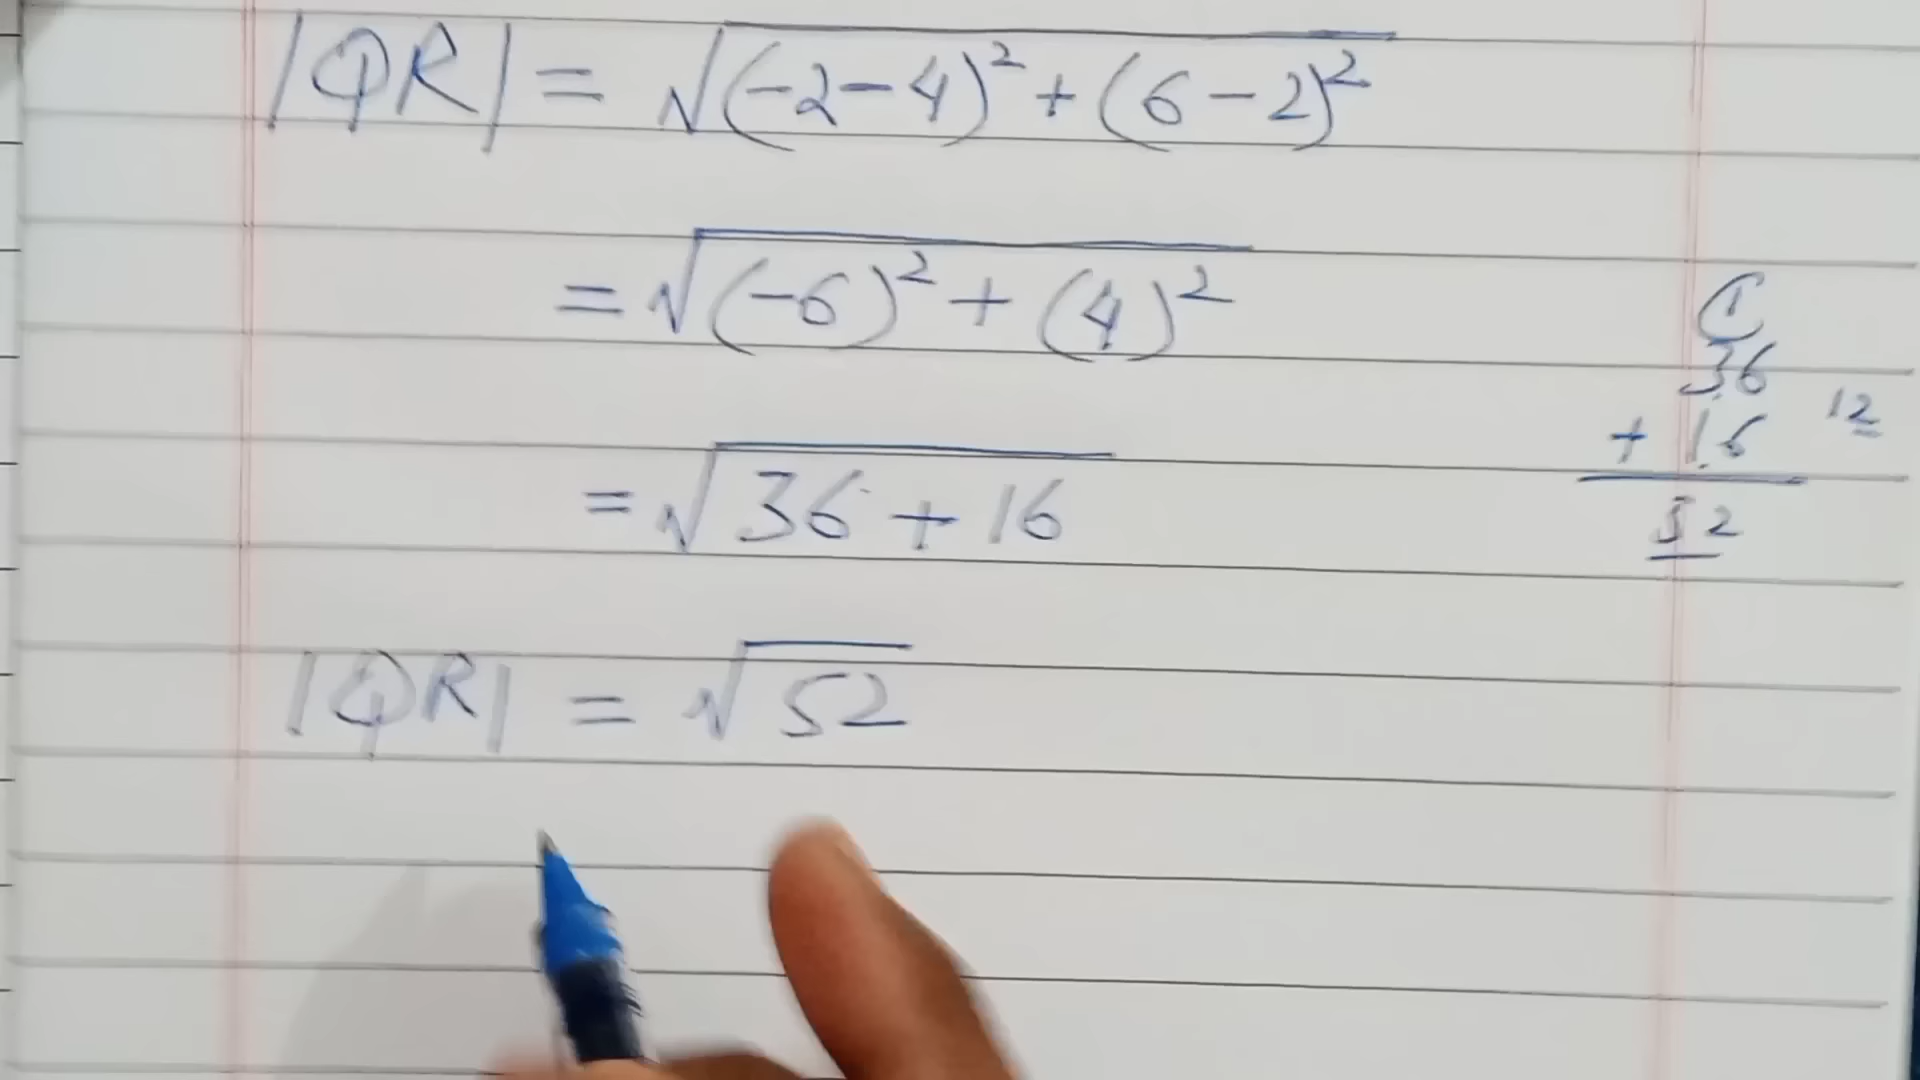 |QR| = √(-2-4)² + (6-2)²
= √(-6)² + (4)²
= √36 + 16
|QR| = √52
1
36
+ 16
12
52